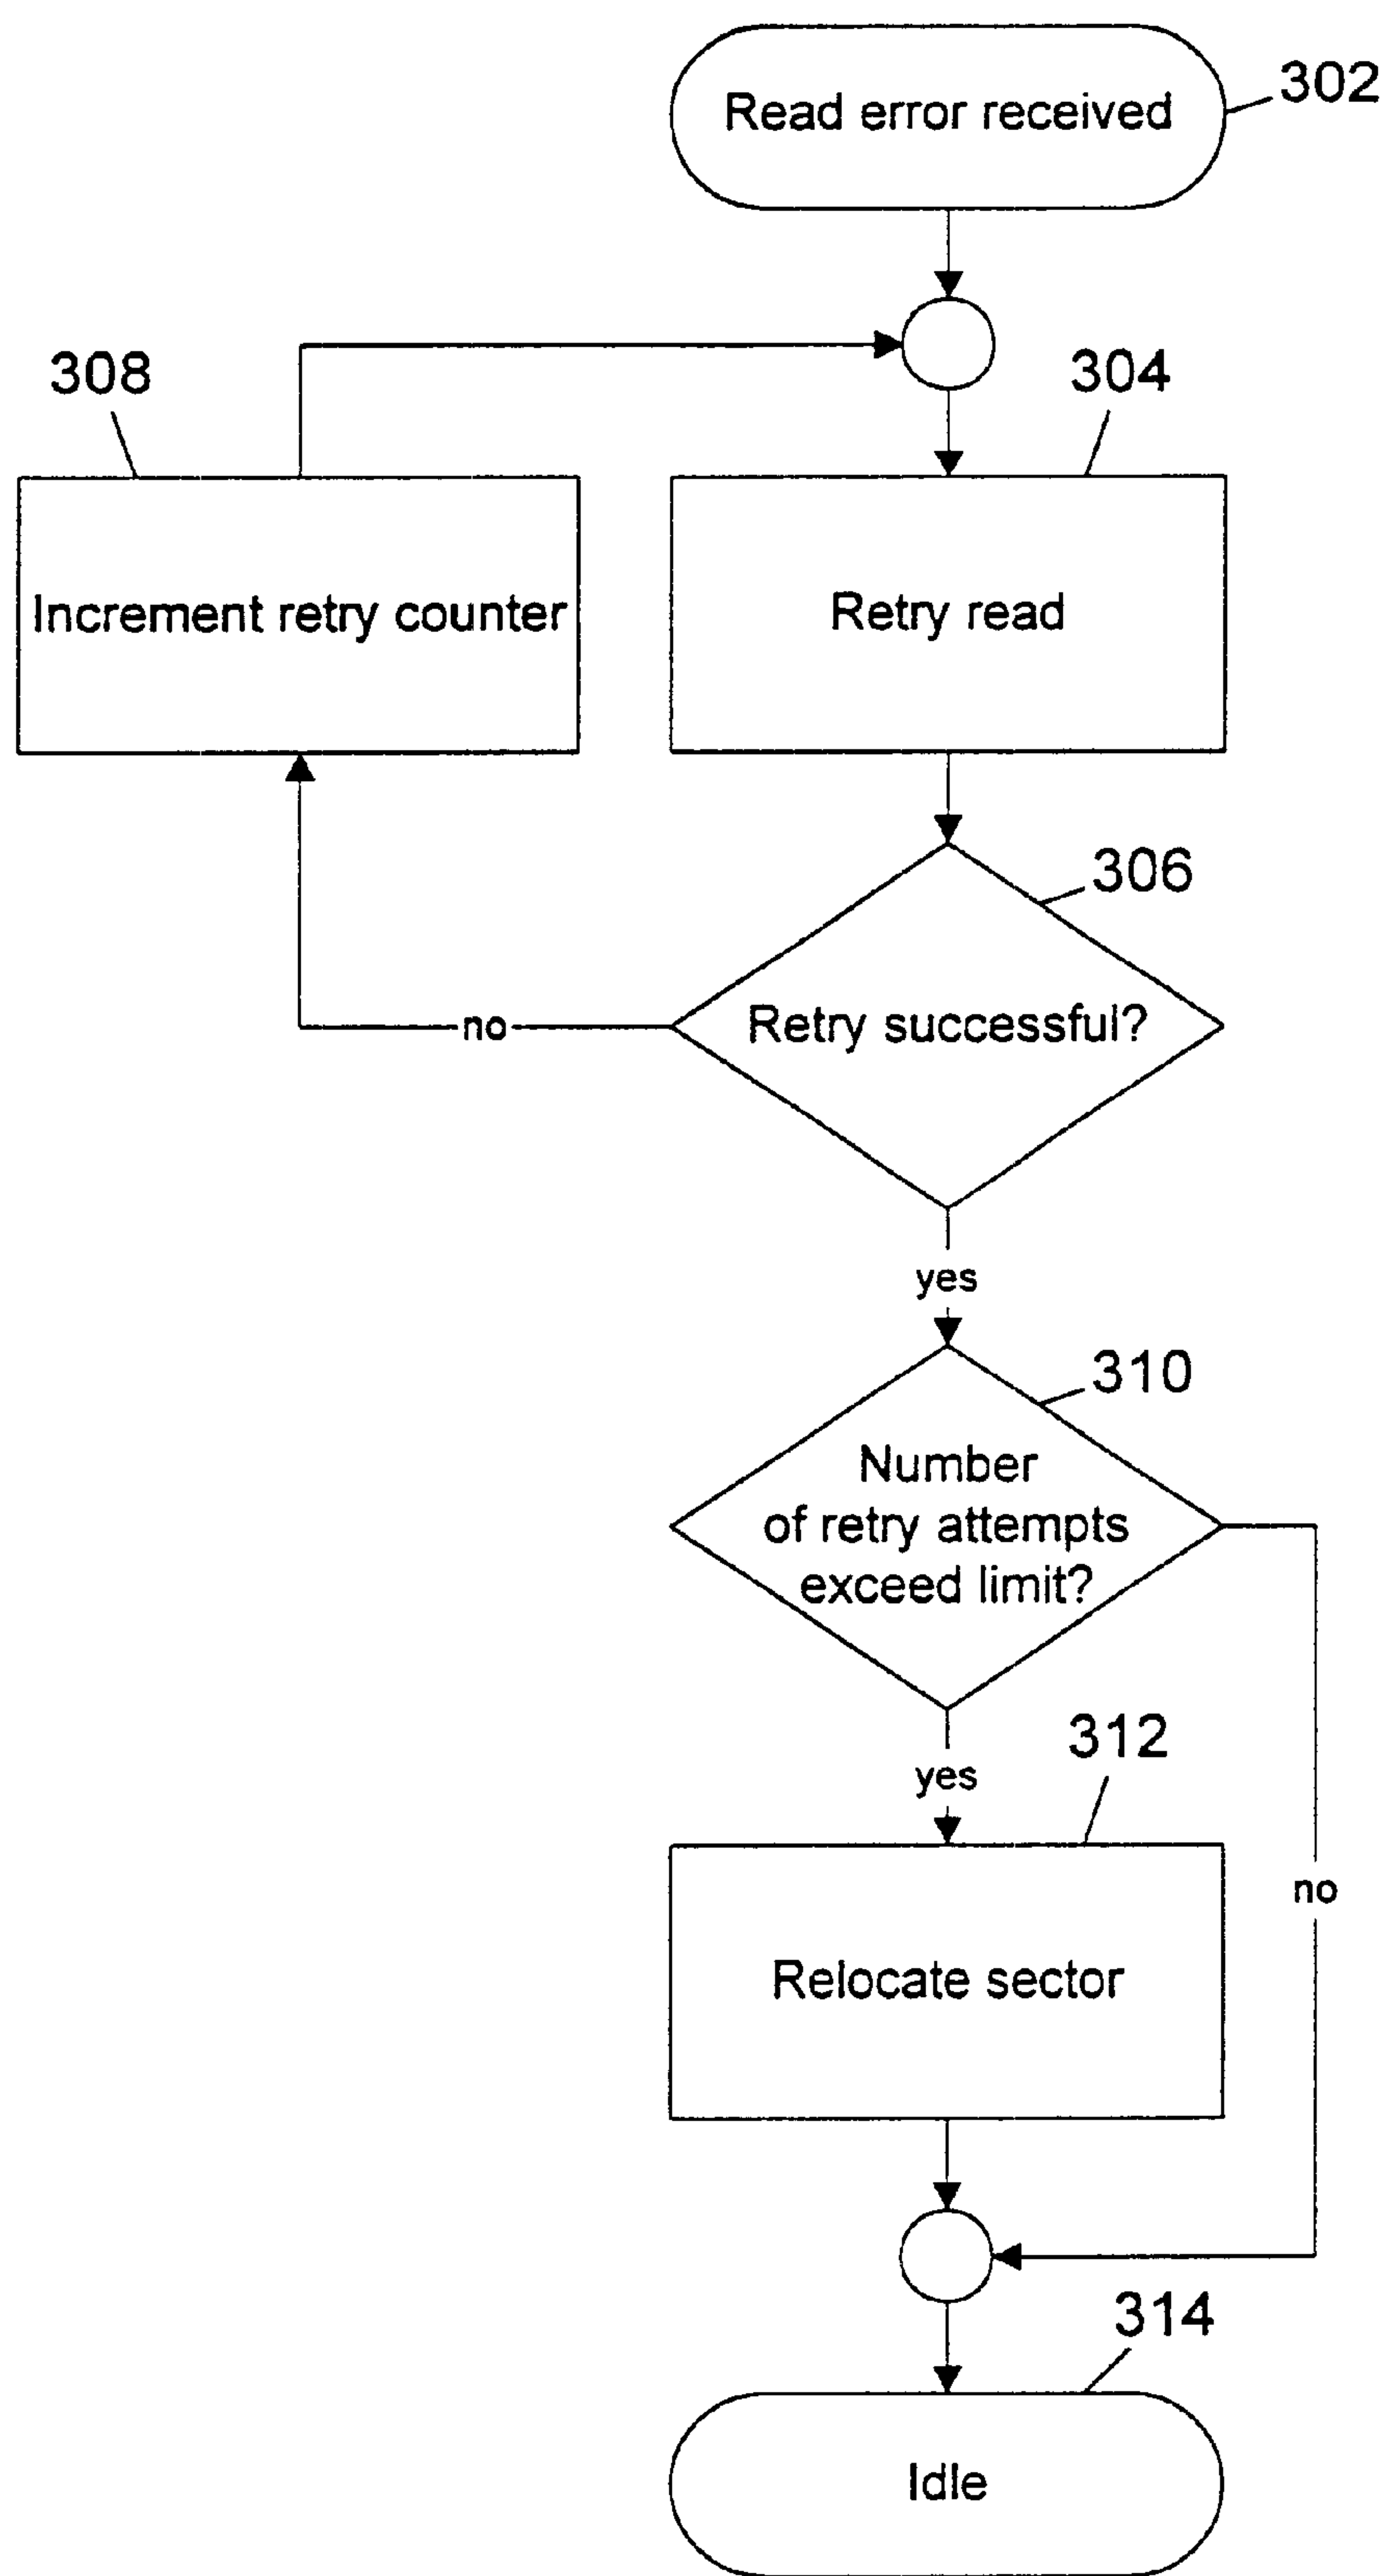 Read error received
302
308
304
Increment retry counter
Retry read
306
Retry successful?
no
yes
310
Number
of retry attempts
exceed limit?
312
yes
no
Relocate sector
314
Idle